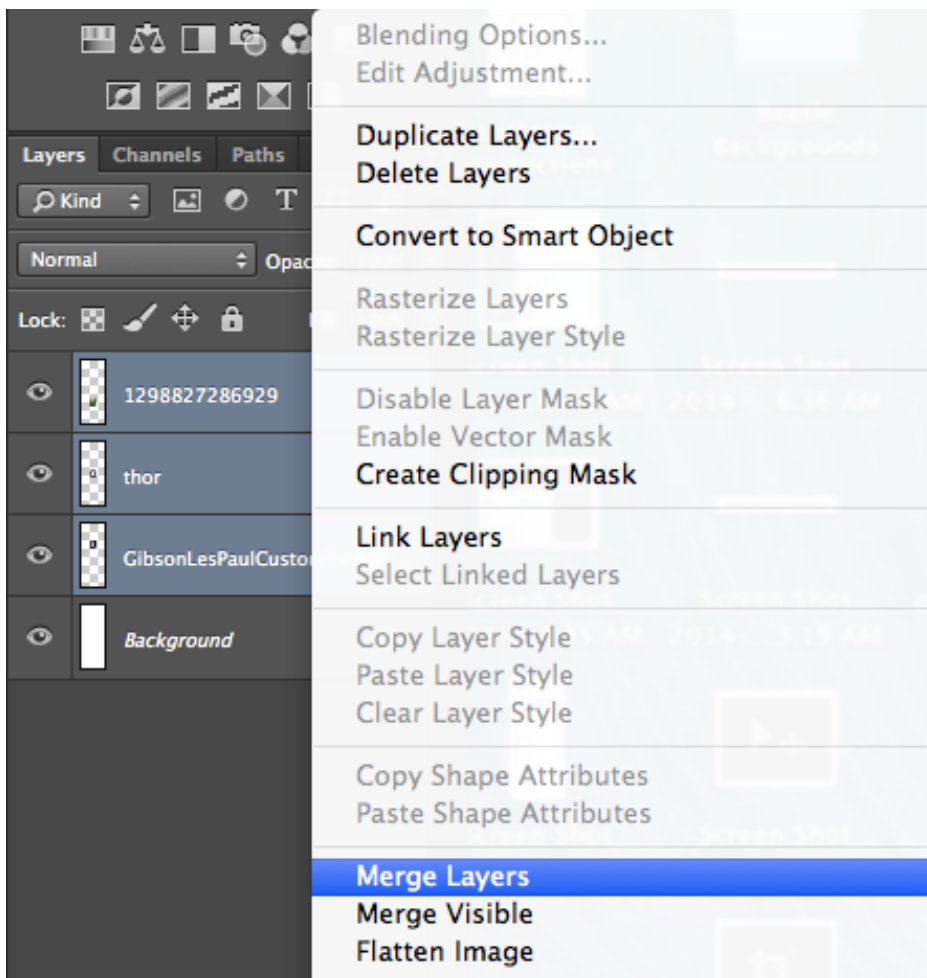 Layers Channels Paths
Kind T
Normal Opac
Lock:
1298827286929
thor
GibsonLesPaulCusto
Background
Blending Options...
Edit Adjustment...
Duplicate Layers...
Delete Layers
Convert to Smart Object
Rasterize Layers
Rasterize Layer Style
Disable Layer Mask
Enable Vector Mask
Create Clipping Mask
Link Layers
Select Linked Layers
Copy Layer Style
Paste Layer Style
Clear Layer Style
Copy Shape Attributes
Paste Shape Attributes
Merge Layers
Merge Visible
Flatten Image